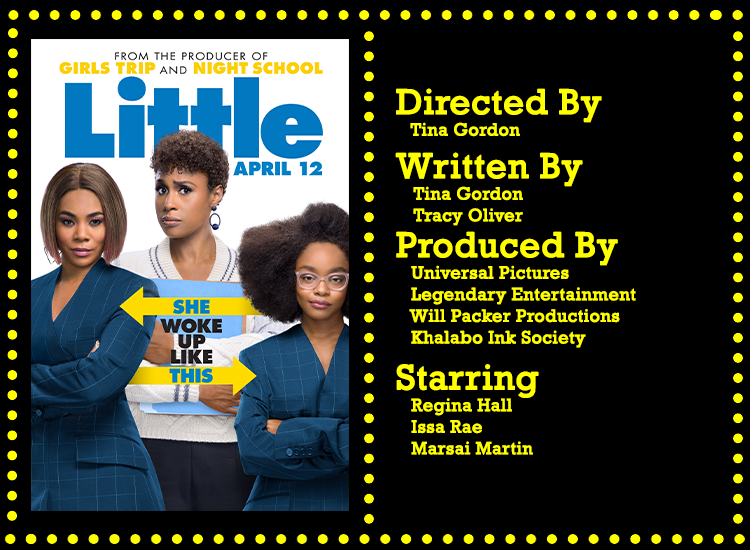 FROM THE PRODUCER OF
GIRLS TRIP AND NIGHT SCHOOL
Little
APRIL 12
SHE
WOKE
UP
LIKE
THIS
Directed By
Tina Gordon
Written By
Tina Gordon
Tracy Oliver
Produced By
Universal Pictures
Legendary Entertainment
Will Packer Productions
Khalabo Ink Society
Starring
Regina Hall
Issa Rae
Marsai Martin